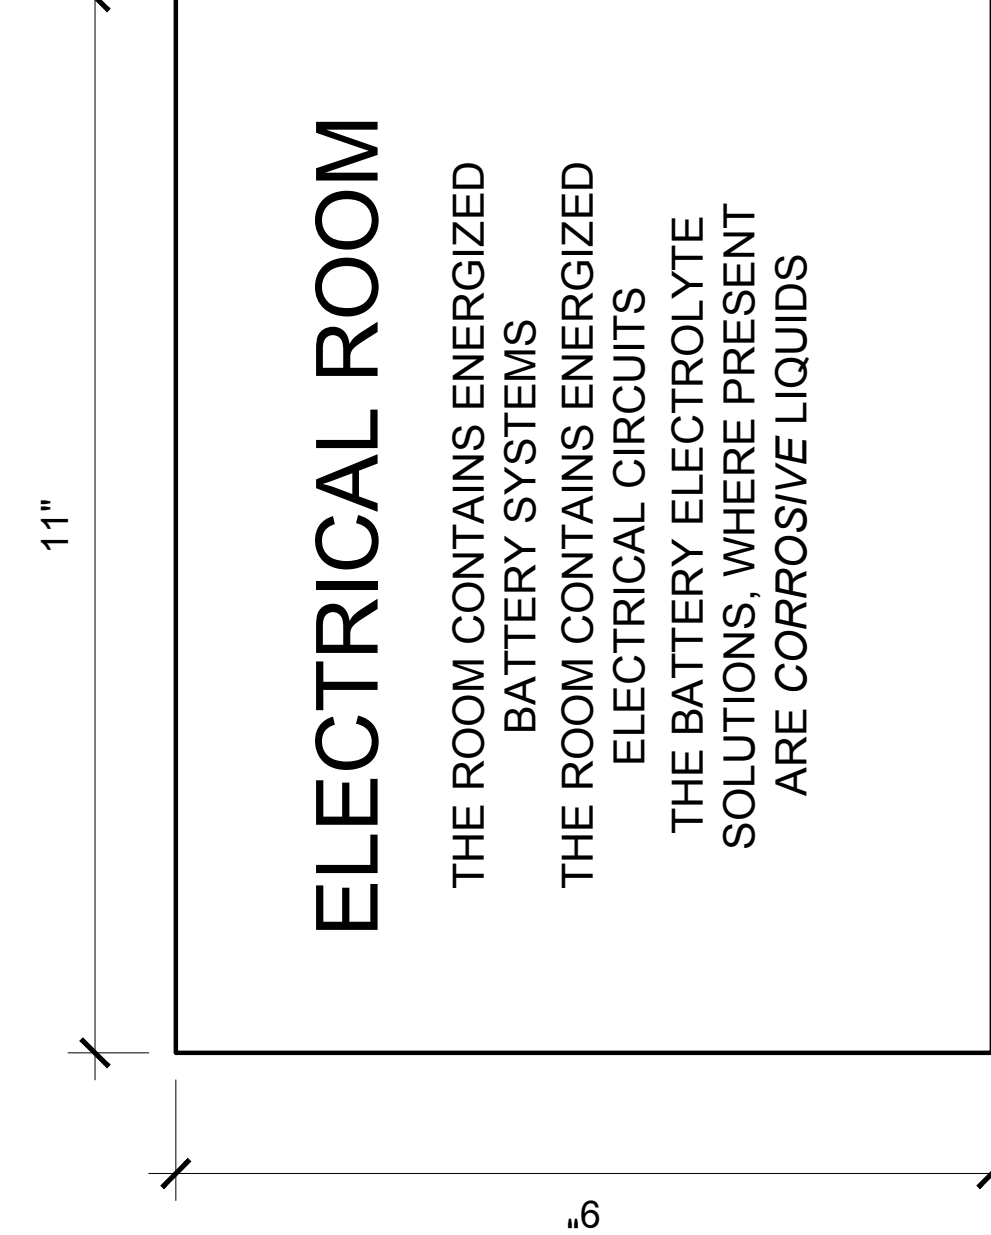 11"
ELECTRICAL ROOM
THE ROOM CONTAINS ENERGIZED
BATTERY SYSTEMS
THE ROOM CONTAINS ENERGIZED
ELECTRICAL CIRCUITS
THE BATTERY ELECTROLYTE
SOLUTIONS, WHERE PRESENT
ARE CORROSIVE LIQUIDS
9"